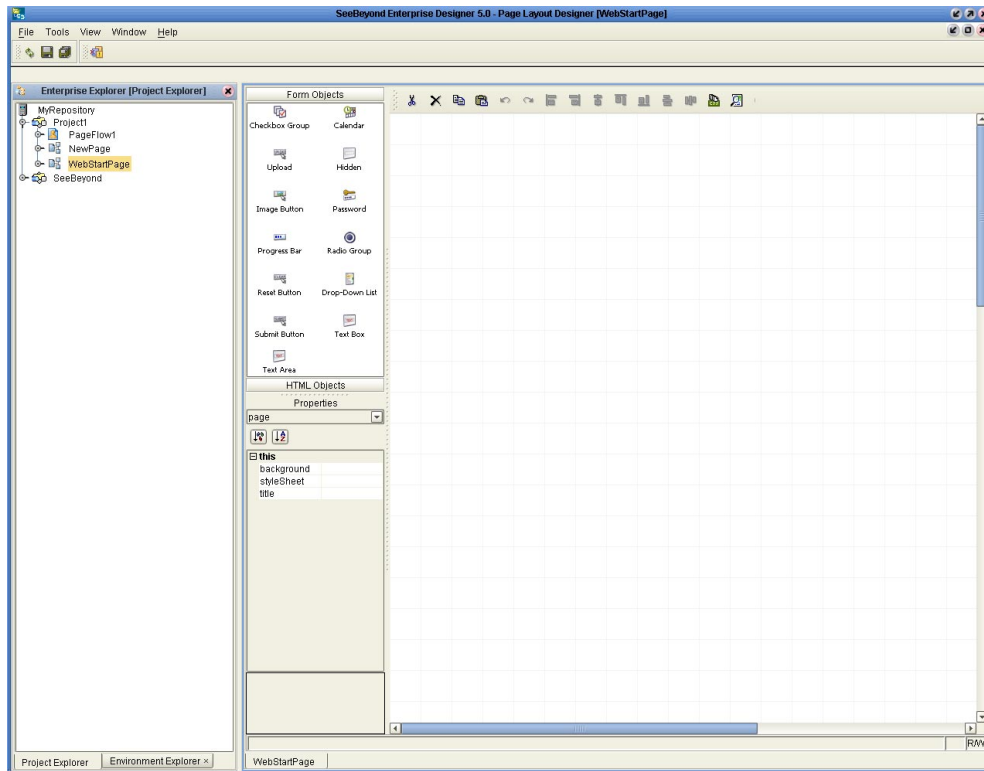 SeeBeyond Enterprise Designer 5.0 - Page Layout Designer [WebStartPage]
File Tools View Window Help
Enterprise Explorer [Project Explorer]
MyRepository
Project1
PageFlow1
NewPage
WebStartPage
SeeBeyond
Form Objects
Checkbox Group Calendar
Upload Hidden
Image Button Password
Progress Bar Radio Group
Reset Button Drop-Down List
Submit Button Text Box
Text Area
HTML Objects
Properties
page
this
background
styleSheet
title
R/W
Project Explorer Environment Explorer ×
WebStartPage